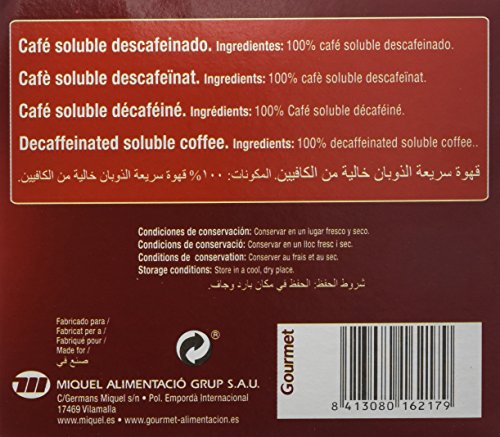 Café soluble descafeinado. Ingredientes: 100% café soluble descafeinado.
Cafè soluble descafeïnat. Ingredients: 100% cafè soluble descafeïnat.
Café soluble décaféiné. Ingrédients: 100% Café soluble décaféiné.
Decaffeinated soluble coffee. Ingredients: 100% decaffeinated soluble coffee..
قهوة سريعة الذوبان خالية من الكافيين. المكونات: ١٠٠% قهوة سريعة الذوبان خالية من الكافيين.
Condiciones de conservación: Conservar en un lugar fresco y seco.
Condicions de conservació: Conservar en un lloc fresc i sec.
Conditions de conservation: Conserver au frais et au sec.
Storage conditions: Store in a cool, dry place.
شروط الحفظ: الحفظ في مكان بارد وجاف.
Fabricado para/
Fabricat per a /
Fabriqué pour /
Made for /
صنع في
®
m MIQUEL ALIMENTACIÓ GRUP S.A.U.
C/Germans Miquel s/n • Pol. Empordà Internacional
17469 Vilamalla
www.miquel.es • www.gourmet-alimentacion.es
Gourmet
8 413080 162179